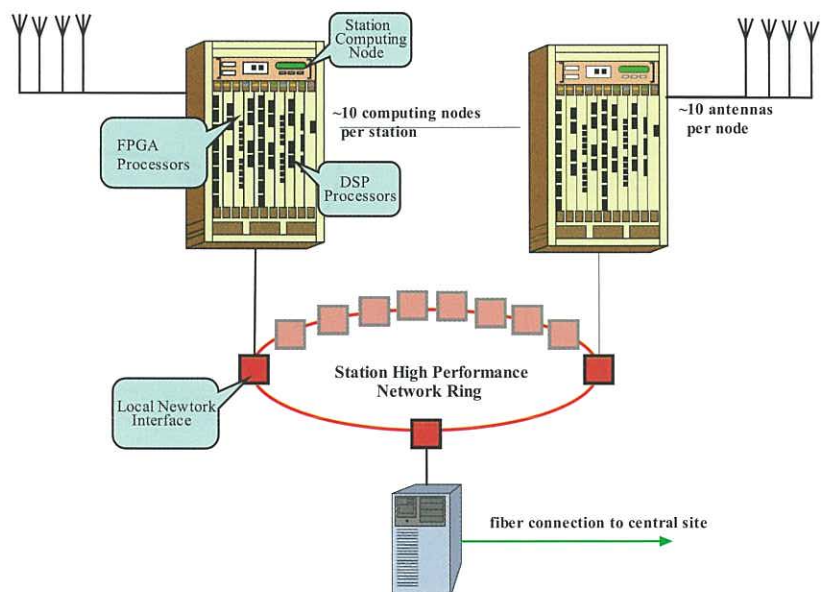 Station
Computing
Node
~10 computing nodes
per station
~10 antennas
per node
FPGA
Processors
DSP
Processors
Station High Performance
Network Ring
Local Newtork
Interface
fiber connection to central site